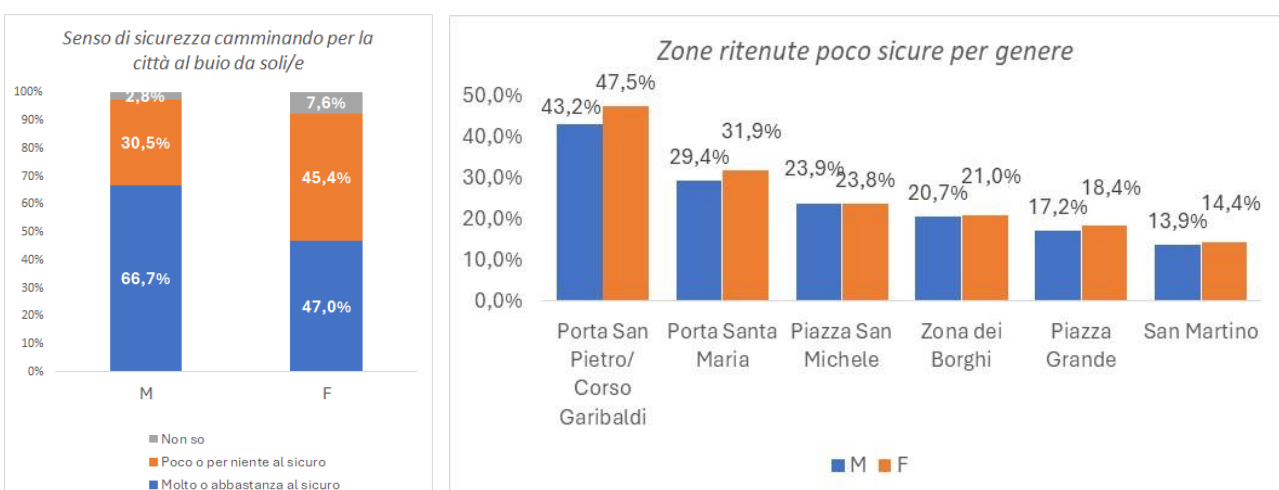 Senso di sicurezza camminando per la
città al buio da soli/e
100%
90%
80%
70%
60%
50%
40%
30%
20%
10%
0%
2,8%
7,6%
30,5%
45,4%
66,7%
47,0%
M
F
Non so
Poco o per niente al sicuro
Molto o abbastanza al sicuro
Zone ritenute poco sicure per genere
50,0%
40,0%
30,0%
20,0%
10,0%
0,0%
43,2%
47,5%
29,4%
31,9%
23,9%
23,8%
20,7%
21,0%
17,2%
18,4%
13,9%
14,4%
Porta San
Pietro/
Corso
Garibaldi
Porta Santa
Maria
Piazza San
Michele
Zona dei
Borghi
Piazza
Grande
San Martino
M F